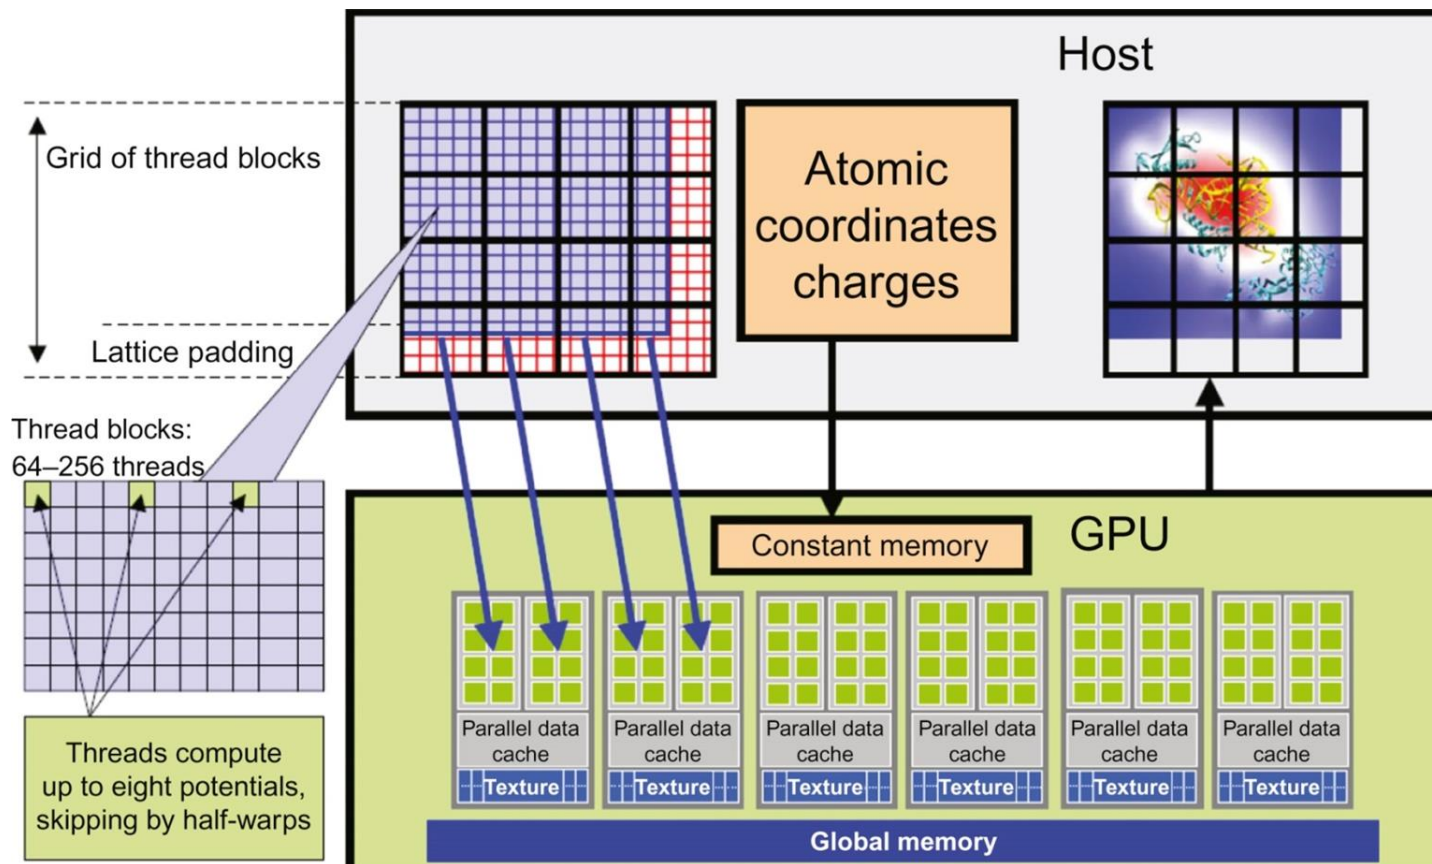 Host
Grid of thread blocks
Atomic
coordinates
charges
Lattice padding
Thread blocks:
64–256 threads
GPU
Constant memory
Threads compute
up to eight potentials,
skipping by half-warps
Parallel data
cache
Texture
Parallel data
cache
Texture
Parallel data
cache
Texture
Parallel data
cache
Texture
Parallel data
cache
Texture
Parallel data
cache
Texture
Global memory